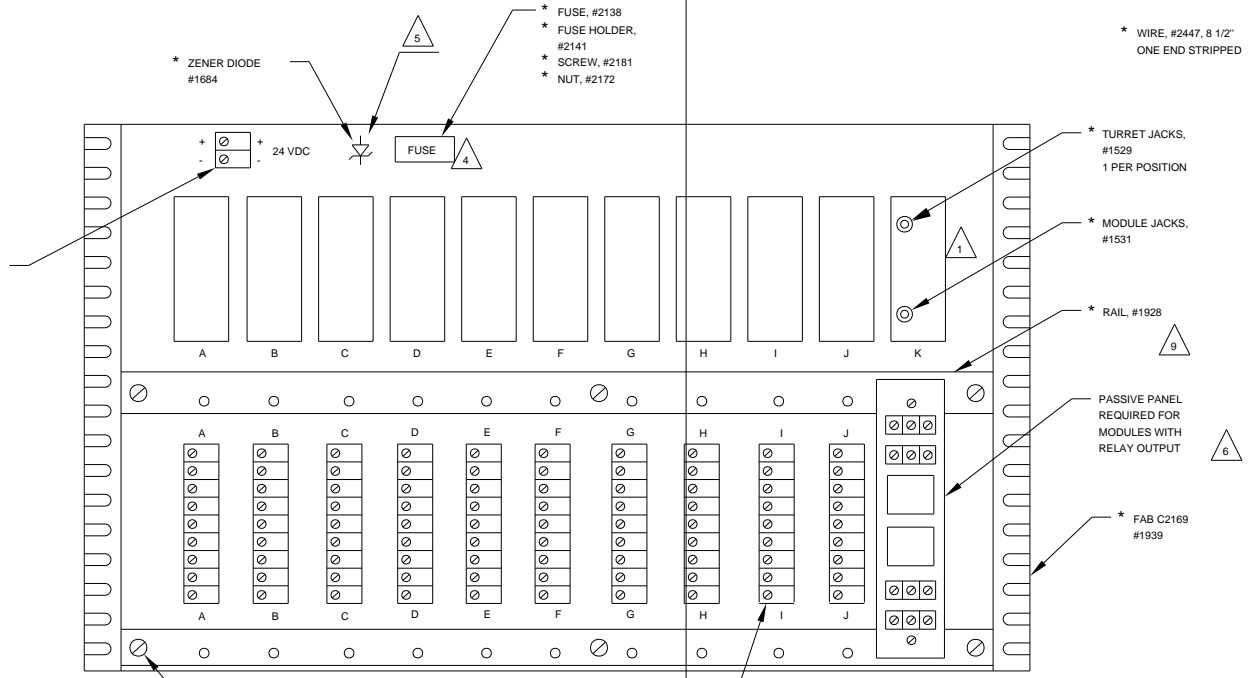 * FUSE, #2138
* FUSE HOLDER,
#2141
* SCREW, #2181
* NUT, #2172
5
* ZENER DIODE
#1684
* WIRE, #2447, 8 1/2"
ONE END STRIPPED
+ +
- -
24 VDC
FUSE
4
* TURRET JACKS,
#1529
1 PER POSITION
* MODULE JACKS,
#1531
1
* RAIL, #1928
9
A B C D E F G H I J K
PASSIVE PANEL
REQUIRED FOR
MODULES WITH
RELAY OUTPUT
6
A B C D E F G H I J
* FAB C2169
#1939
A B C D E F G H I J